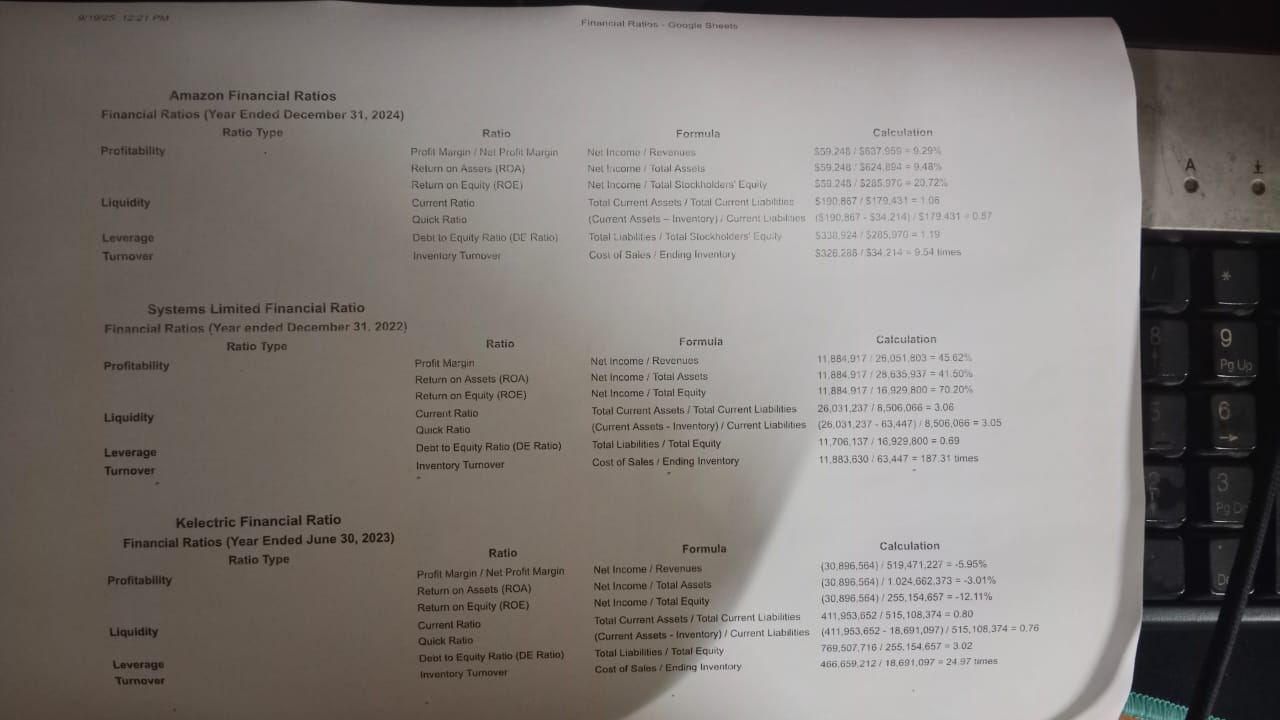 9/19/25, 12:21 PM
Financial Ratios - Google Sheets
Amazon Financial Ratios
Financial Ratios (Year Ended December 31, 2024)
Ratio Type Ratio Formula Calculation
Profitability Profit Margin / Net Profit Margin Net Income / Revenues $59,248 / $637,959 = 9.29%
Return on Assets (ROA) Net Income / Total Assets $59,248 / $624,894 = 9.48%
Return on Equity (ROE) Net Income / Total Stockholders' Equity $59,248 / $285,970 = 20.72%
Liquidity Current Ratio Total Current Assets / Total Current Liabilities $190,867 / $179,431 = 1.06
Quick Ratio (Current Assets – Inventory) / Current Liabilities ($190,867 - $34,214) / $179,431 = 0.87
Leverage Debt to Equity Ratio (DE Ratio) Total Liabilities / Total Stockholders' Equity $338,924 / $285,970 = 1.19
Turnover Inventory Turnover Cost of Sales / Ending Inventory $326,288 / $34,214 = 9.54 times
Systems Limited Financial Ratio
Financial Ratios (Year ended December 31, 2022)
Ratio Type Ratio Formula Calculation
Profitability Profit Margin Net Income / Revenues 11,884,917 / 26,051,803 = 45.62%
Return on Assets (ROA) Net Income / Total Assets 11,884,917 / 28,635,937 = 41.50%
Return on Equity (ROE) Net Income / Total Equity 11,884,917 / 16,929,800 = 70.20%
Liquidity Current Ratio Total Current Assets / Total Current Liabilities 26,031,237 / 8,506,066 = 3.06
Quick Ratio (Current Assets - Inventory) / Current Liabilities (26,031,237 - 63,447) / 8,506,066 = 3.05
Leverage Debt to Equity Ratio (DE Ratio) Total Liabilities / Total Equity 11,706,137 / 16,929,800 = 0.69
Turnover Inventory Turnover Cost of Sales / Ending Inventory 11,883,630 / 63,447 = 187.31 times
Kelectric Financial Ratio
Financial Ratios (Year Ended June 30, 2023)
Ratio Type Ratio Formula Calculation
Profitability Profit Margin / Net Profit Margin Net Income / Revenues (30,896,564) / 519,471,227 = -5.95%
Return on Assets (ROA) Net Income / Total Assets (30,896,564) / 1,024,662,373 = -3.01%
Return on Equity (ROE) Net Income / Total Equity (30,896,564) / 255,154,657 = -12.11%
Liquidity Current Ratio Total Current Assets / Total Current Liabilities 411,953,652 / 515,108,374 = 0.80
Quick Ratio (Current Assets - Inventory) / Current Liabilities (411,953,652 - 18,691,097) / 515,108,374 = 0.76
Leverage Debt to Equity Ratio (DE Ratio) Total Liabilities / Total Equity 769,507,716 / 255,154,657 = 3.02
Turnover Inventory Turnover Cost of Sales / Ending Inventory 466,659,212 / 18,691,097 = 24.97 times
A
/ *
8 9
Pg Up
5 6
2 3